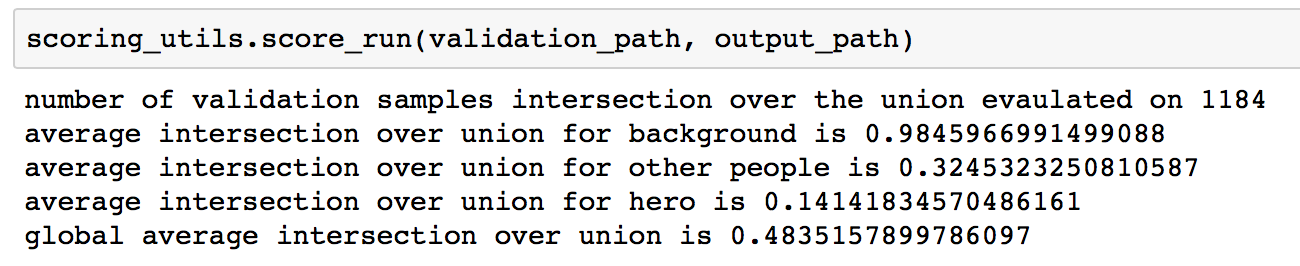 scoring_utils.score_run(validation_path, output_path)
number of validation samples intersection over the union evaulated on 1184
average intersection over union for background is 0.9845966991499088
average intersection over union for other people is 0.3245323250810587
average intersection over union for hero is 0.14141834570486161
global average intersection over union is 0.4835157899786097